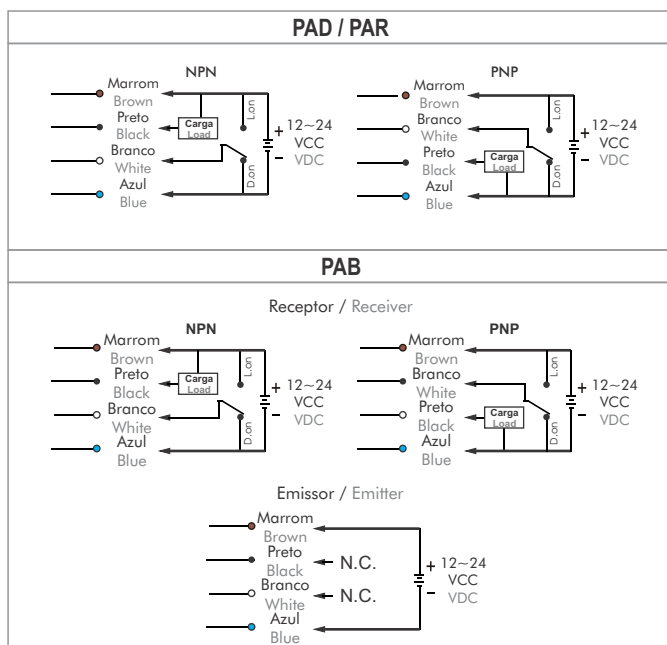 PAD / PAR
NPN
Marrom
Brown
Preto
Black
Branco
White
Azul
Blue
Carga
Load
L.on
D.on
+ 12~24
VCC
- VDC
PNP
Marrom
Brown
Branco
White
Preto
Black
Azul
Blue
Carga
Load
L.on
D.on
+ 12~24
VCC
- VDC
PAB
Receptor / Receiver
NPN
Marrom
Brown
Preto
Black
Branco
White
Azul
Blue
Carga
Load
L.on
D.on
+ 12~24
VCC
- VDC
PNP
Marrom
Brown
Branco
White
Preto
Black
Azul
Blue
Carga
Load
L.on
D.on
+ 12~24
VCC
- VDC
Emissor / Emitter
Marrom
Brown
Preto
Black
N.C.
Branco
White
N.C.
Azul
Blue
+ 12~24
VCC
- VDC